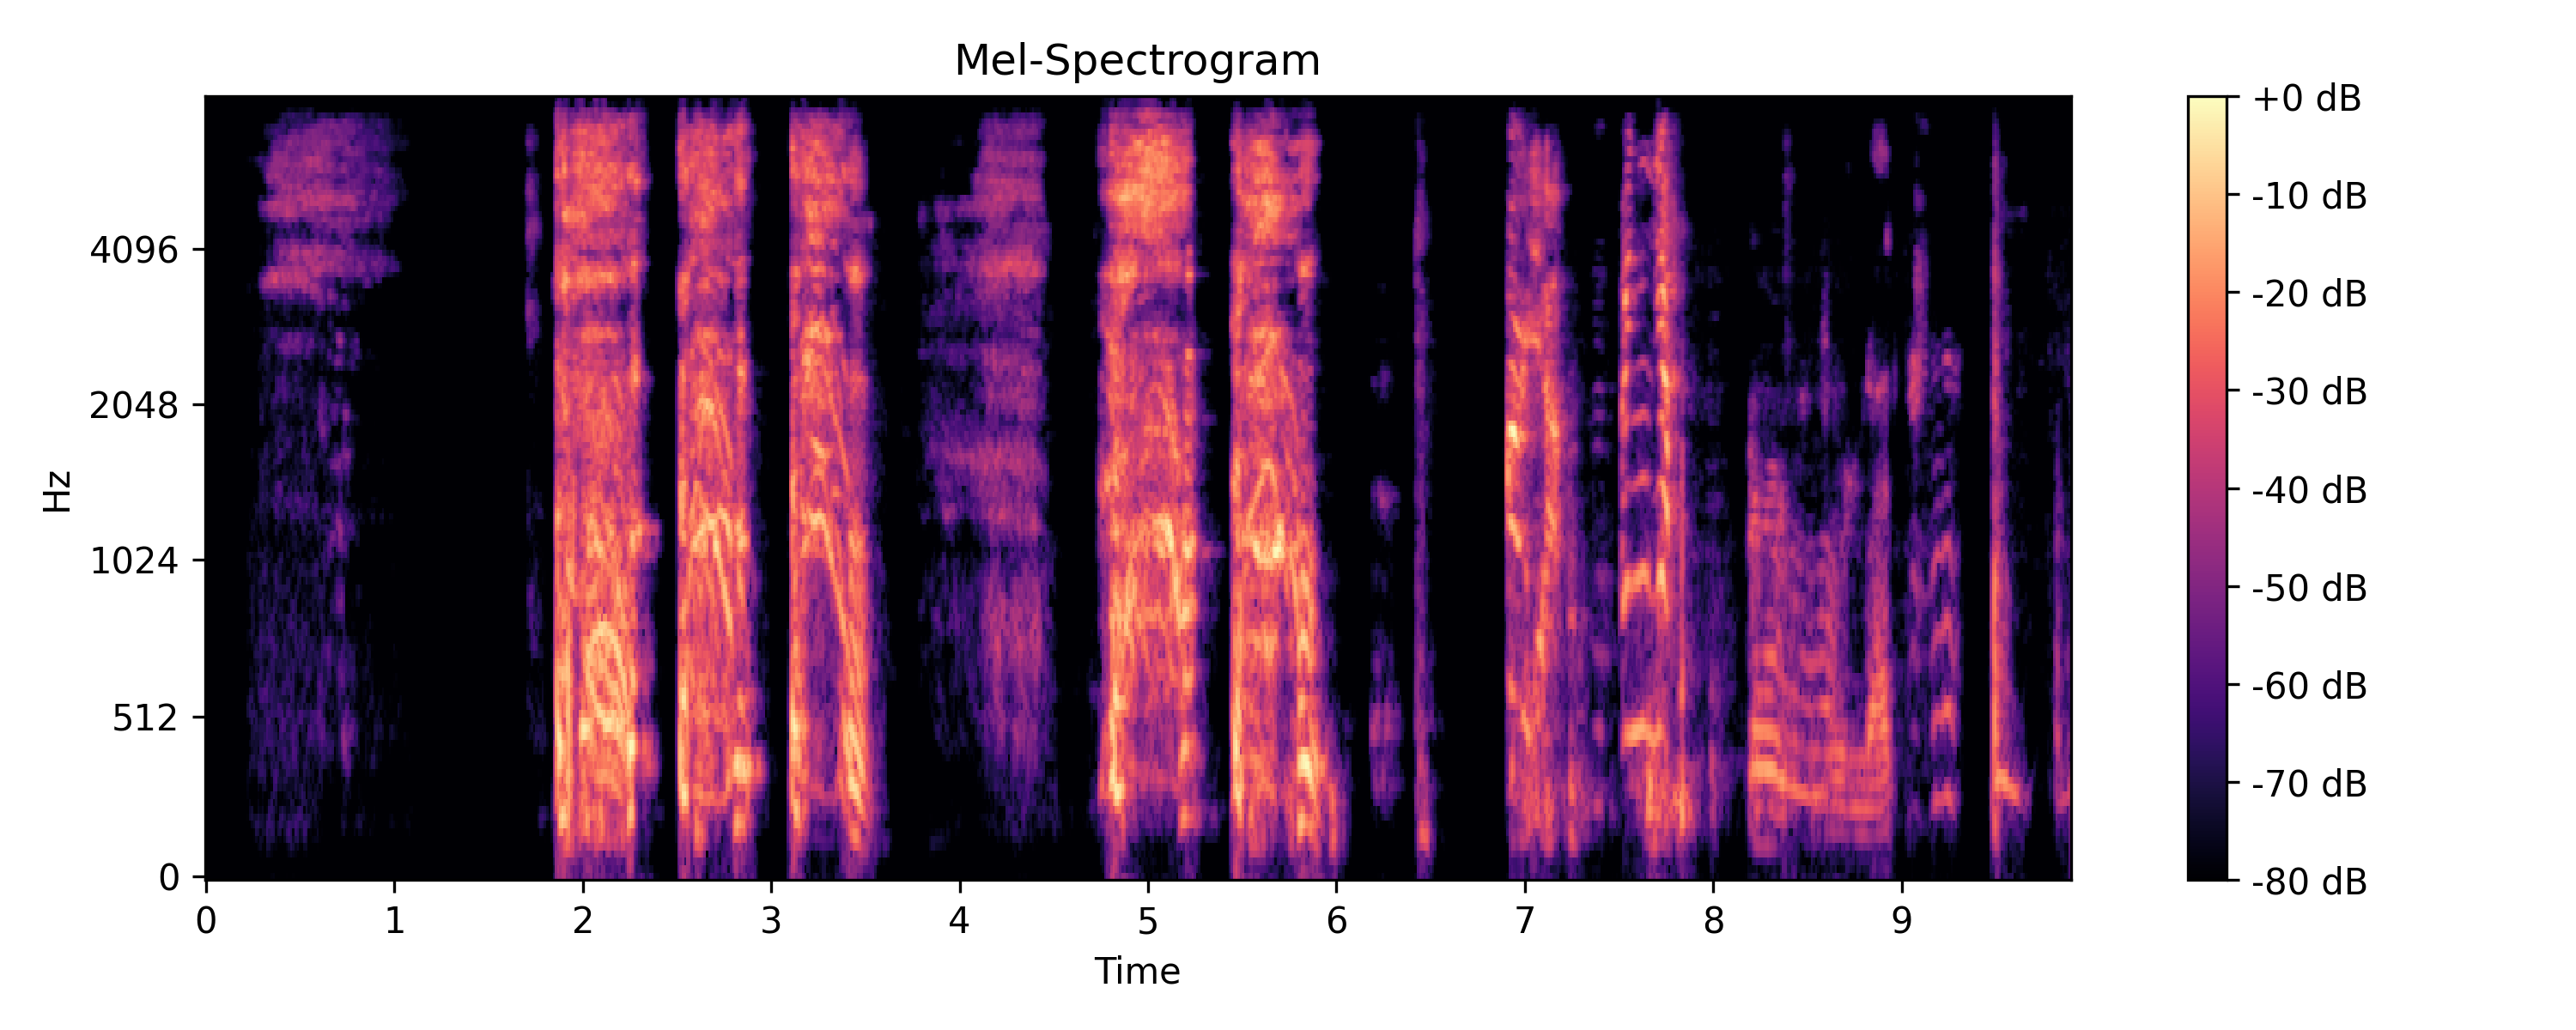 Mel-Spectrogram
+0 dB
-10 dB
-20 dB
-30 dB
-40 dB
-50 dB
-60 dB
-70 dB
-80 dB
Hz
4096
2048
1024
512
0
0 1 2 3 4 5 6 7 8 9
Time